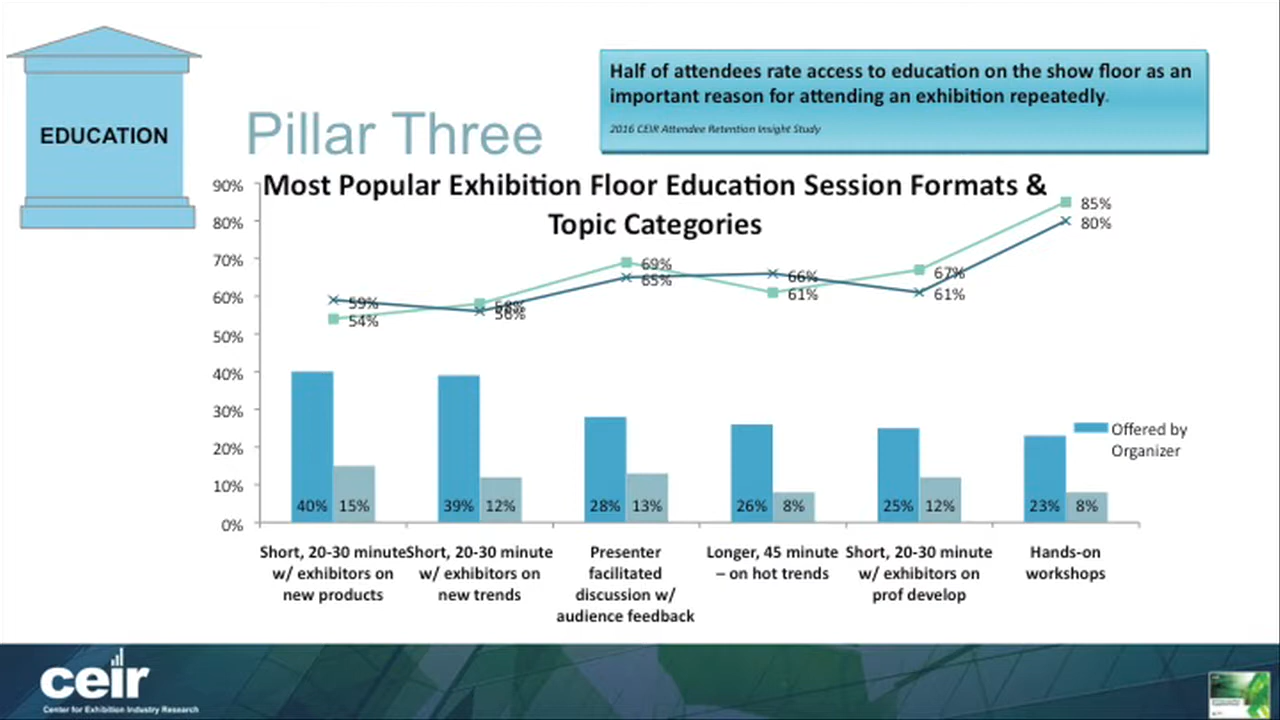 EDUCATION
Pillar Three
Half of attendees rate access to education on the show floor as an
important reason for attending an exhibition repeatedly.
2016 CEIR Attendee Retention Insight Study
Most Popular Exhibition Floor Education Session Formats &
Topic Categories
90%
80%
70%
60%
50%
40%
30%
20%
10%
0%
59%
54%
58%
56%
69%
65%
66%
61%
67%
61%
85%
80%
40% 15%
39% 12%
28% 13%
26% 8%
25% 12%
23% 8%
Offered by
Organizer
Short, 20-30 minute
w/ exhibitors on
new products
Short, 20-30 minute
w/ exhibitors on
new trends
Presenter
facilitated
discussion w/
audience feedback
Longer, 45 minute
– on hot trends
Short, 20-30 minute
w/ exhibitors on
prof develop
Hands-on
workshops
ceir
Center for Exhibition Industry Research